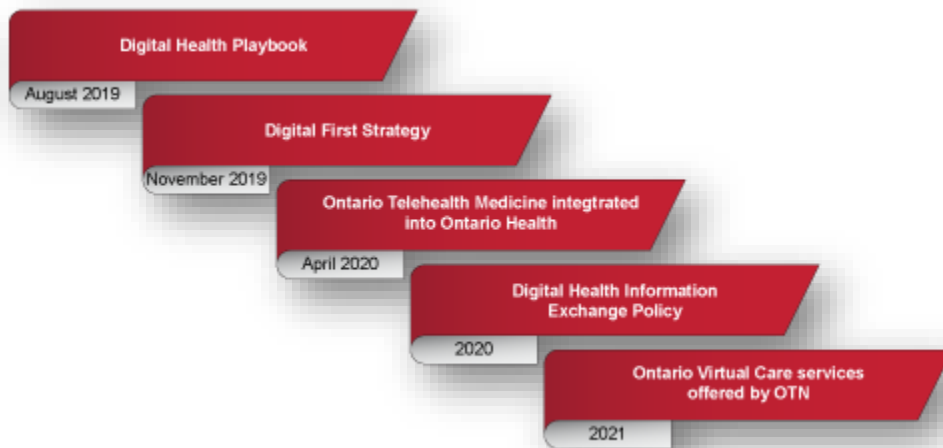 Digital Health Playbook
August 2019
Digital First Strategy
November 2019
Ontario Telehealth Medicine integtrated
into Ontario Health
April 2020
Digital Health Information
Exchange Policy
2020
Ontario Virtual Care services
offered by OTN
2021